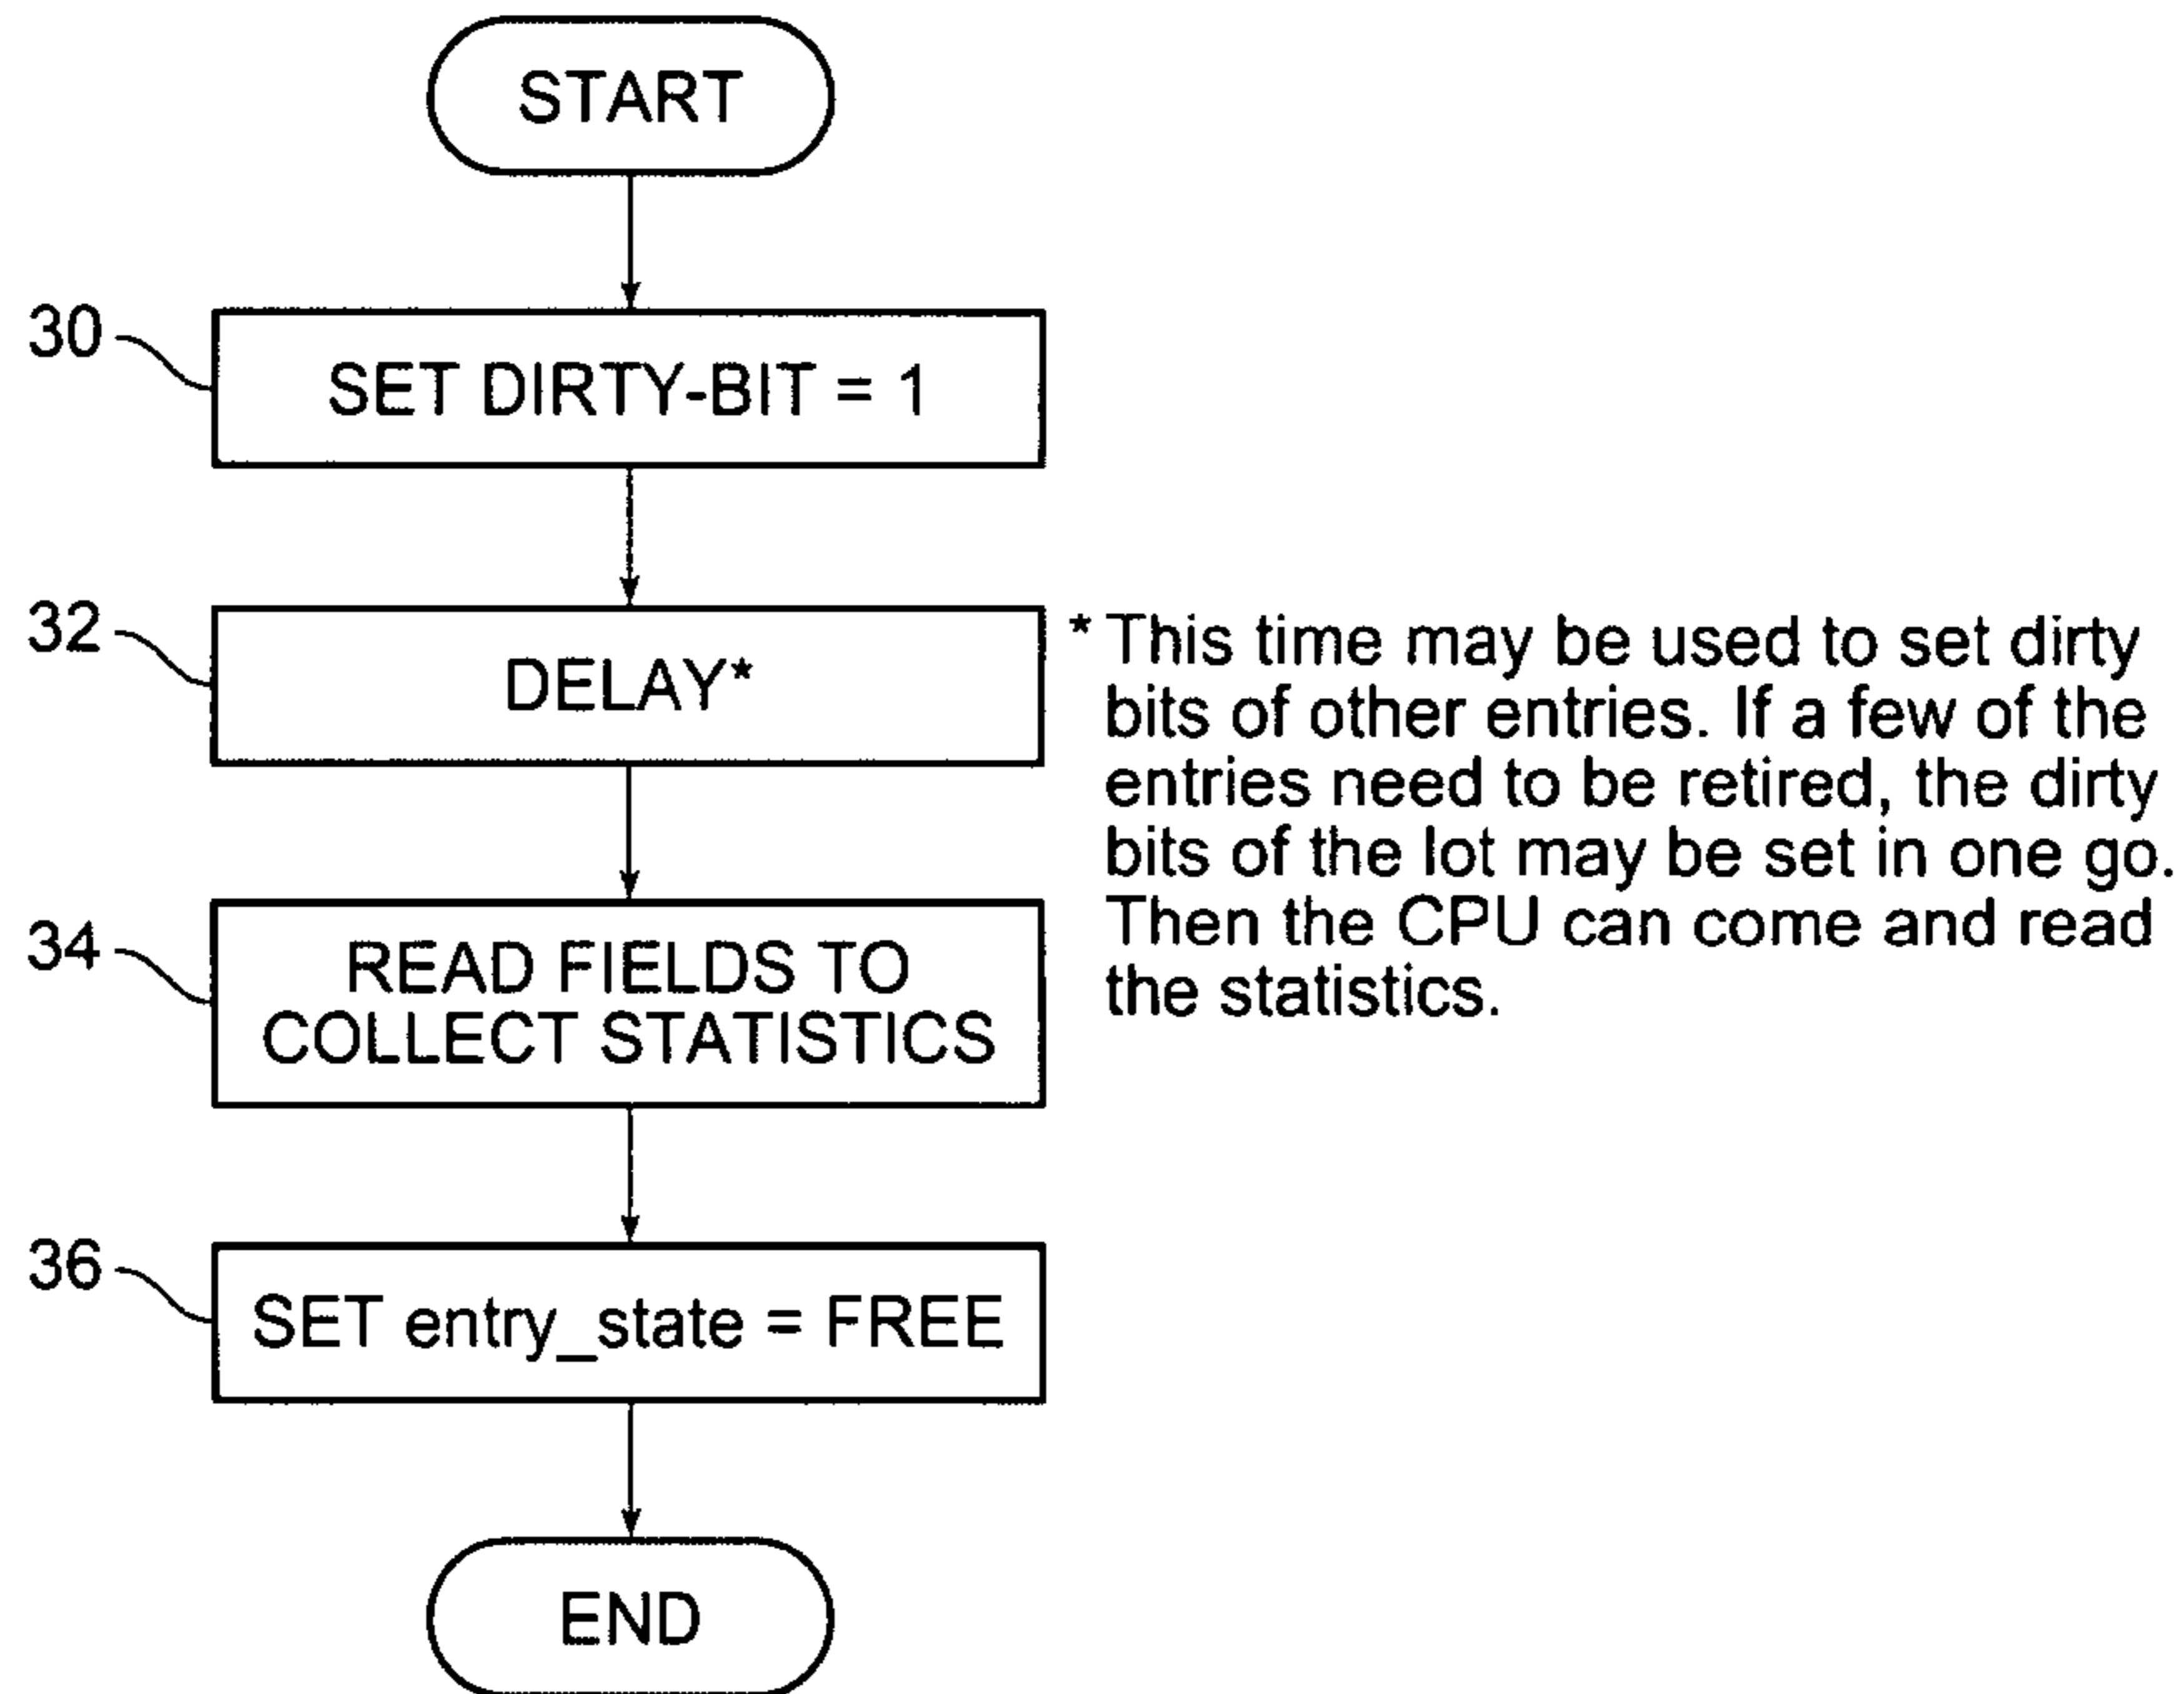 START
30
SET DIRTY-BIT = 1
32
DELAY*
* This time may be used to set dirty
bits of other entries. If a few of the
entries need to be retired, the dirty
bits of the lot may be set in one go.
Then the CPU can come and read
the statistics.
34
READ FIELDS TO
COLLECT STATISTICS
36
SET entry_state = FREE
END